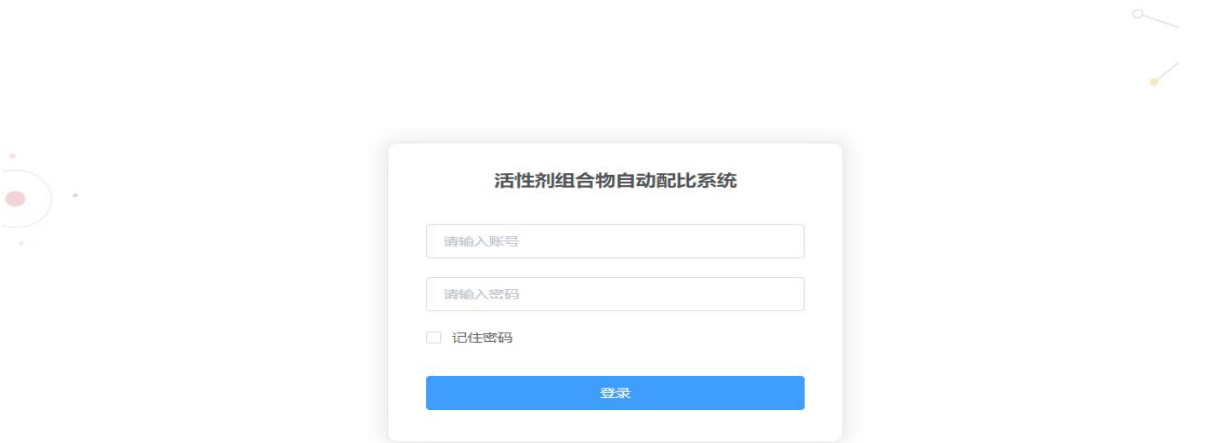 活性剂组合物自动配比系统
请输入账号
请输入密码
记住密码
登录